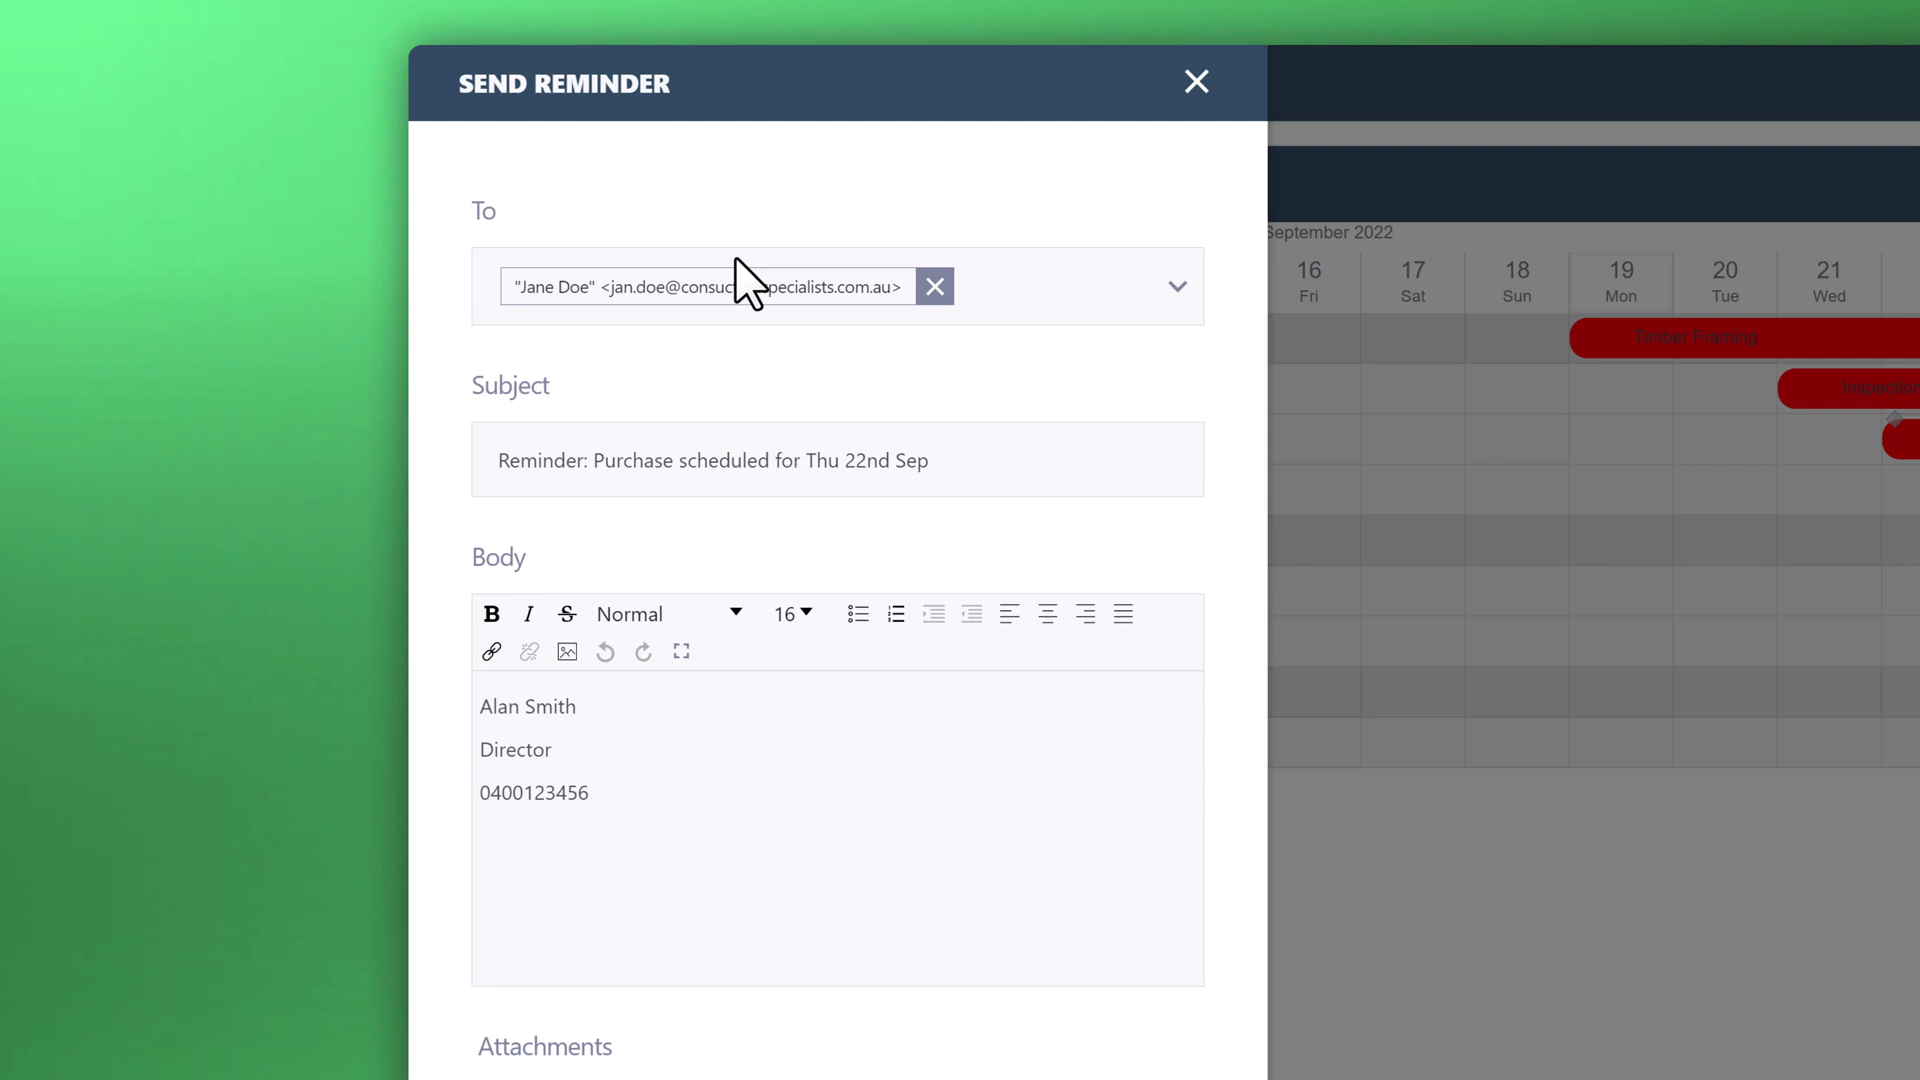 SEND REMINDER
To
"Jane Doe" <jan.doe@consuc pecialists.com.au>
Subject
Reminder: Purchase scheduled for Thu 22nd Sep
Body
B I S Normal 16
Alan Smith
Director
0400123456
Attachments
September 2022
16 17 18 19 20 21
Fri Sat Sun Mon Tue Wed
Timber Framing
Inspection